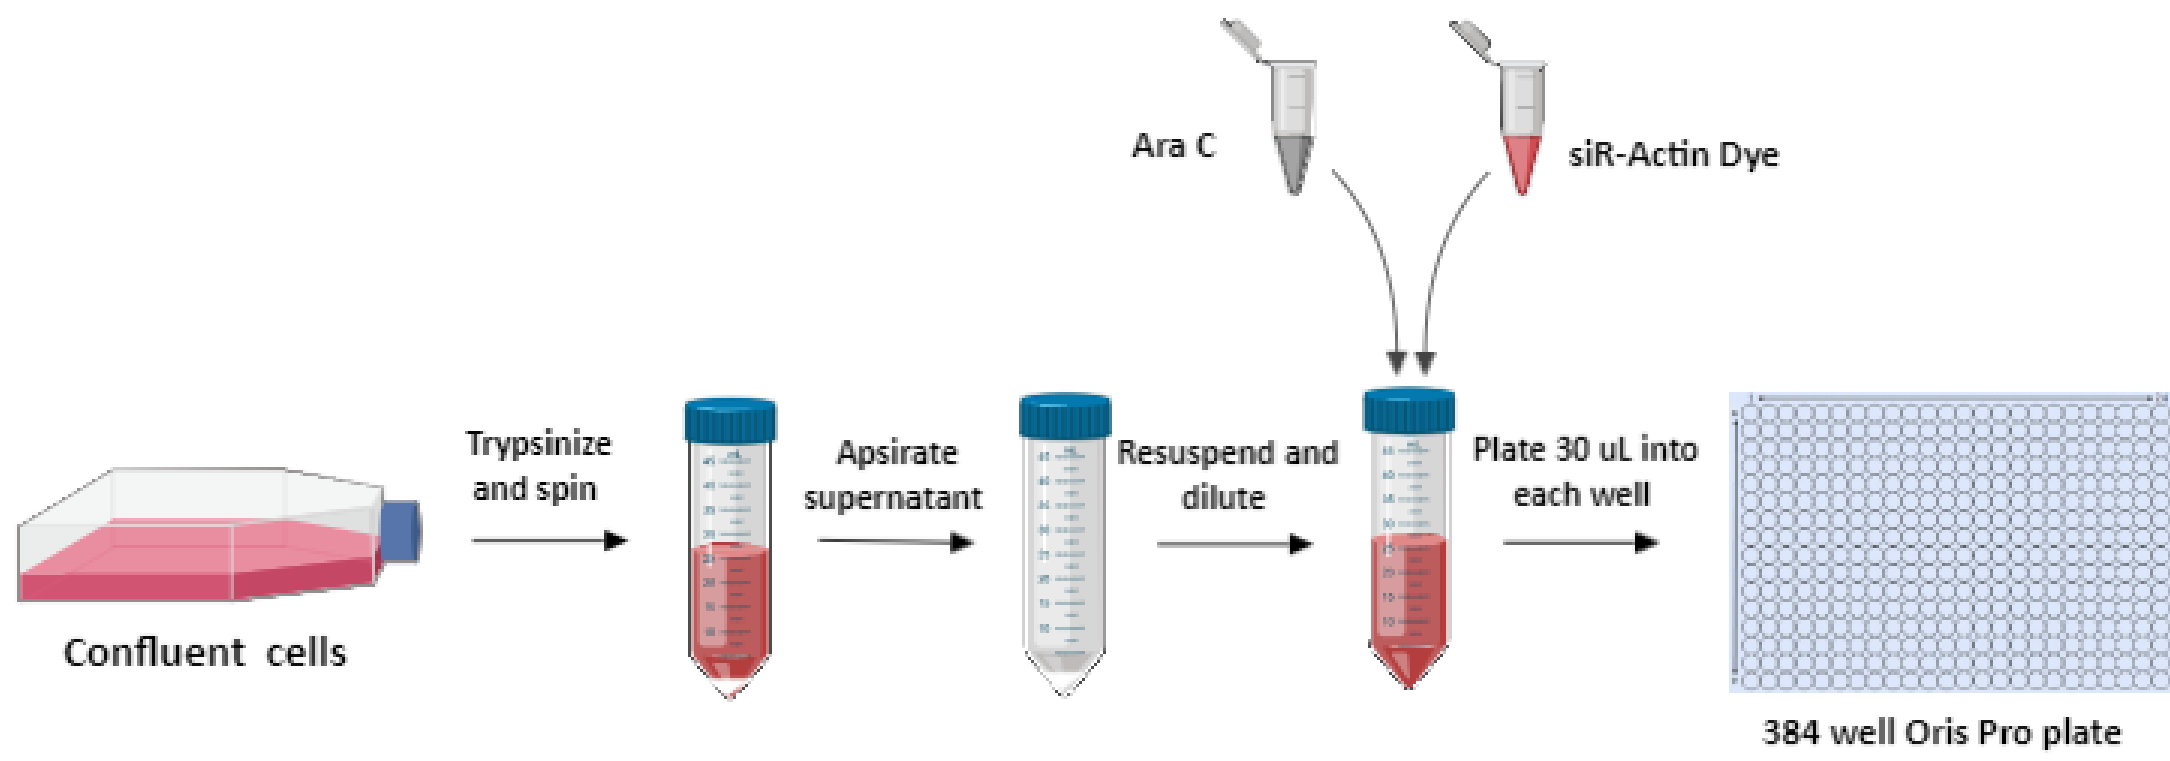 Ara C
siR-Actin Dye
Trypsinize
and spin
Apsirate
supernatant
Resuspend and
dilute
Plate 30 uL into
each well
Confluent cells
384 well Oris Pro plate